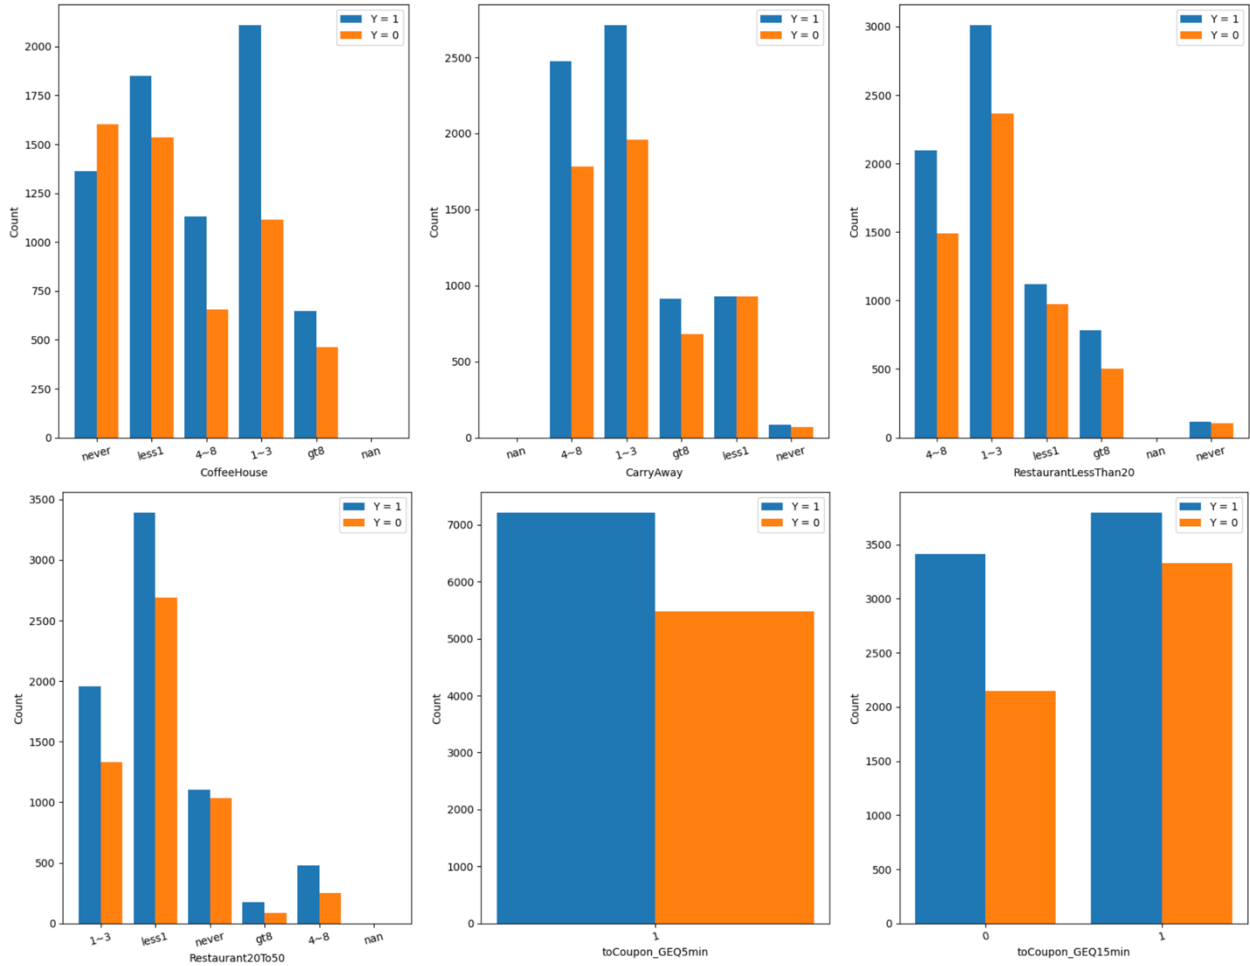 2000
1750
1500
1250
1000
750
500
250
0
Count
Y = 1
Y = 0
never less1 4~8 1~3 gt8 nan
CoffeeHouse
2500
2000
1500
1000
500
0
Count
Y = 1
Y = 0
nan 4~8 1~3 gt8 less1 never
CarryAway
3000
2500
2000
1500
1000
500
0
Count
Y = 1
Y = 0
4~8 1~3 less1 gt8 nan never
RestaurantLessThan20
3500
3000
2500
2000
1500
1000
500
0
Count
Y = 1
Y = 0
1~3 less1 never gt8 4~8 nan
Restaurant20To50
7000
6000
5000
4000
3000
2000
1000
0
Count
Y = 1
Y = 0
1
toCoupon_GEQ5min
3500
3000
2500
2000
1500
1000
500
0
Count
Y = 1
Y = 0
0 1
toCoupon_GEQ15min